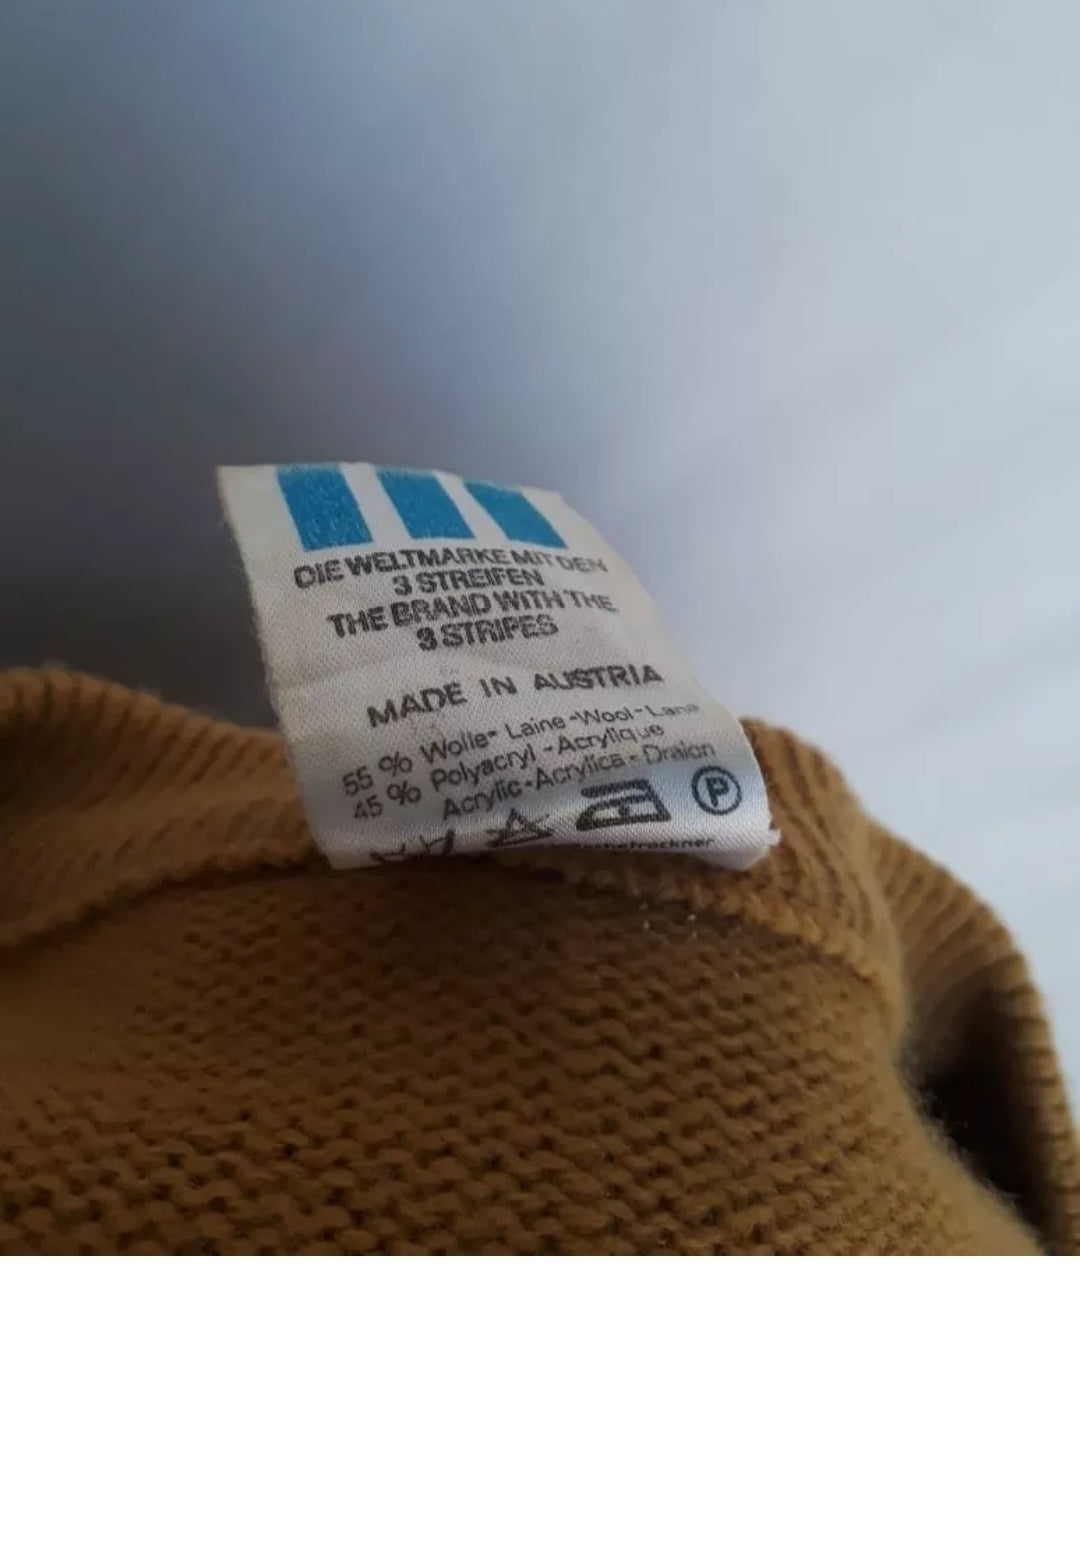 DIE WELTMARKE MIT DEN
3 STREIFEN
THE BRAND WITH THE
3 STRIPES
MADE IN AUSTRIA
55 % Wolle-Laine-Wool-Lana
45 % Polyacryl-Acrylique
Acrylic-Acrylica-Dralon
P